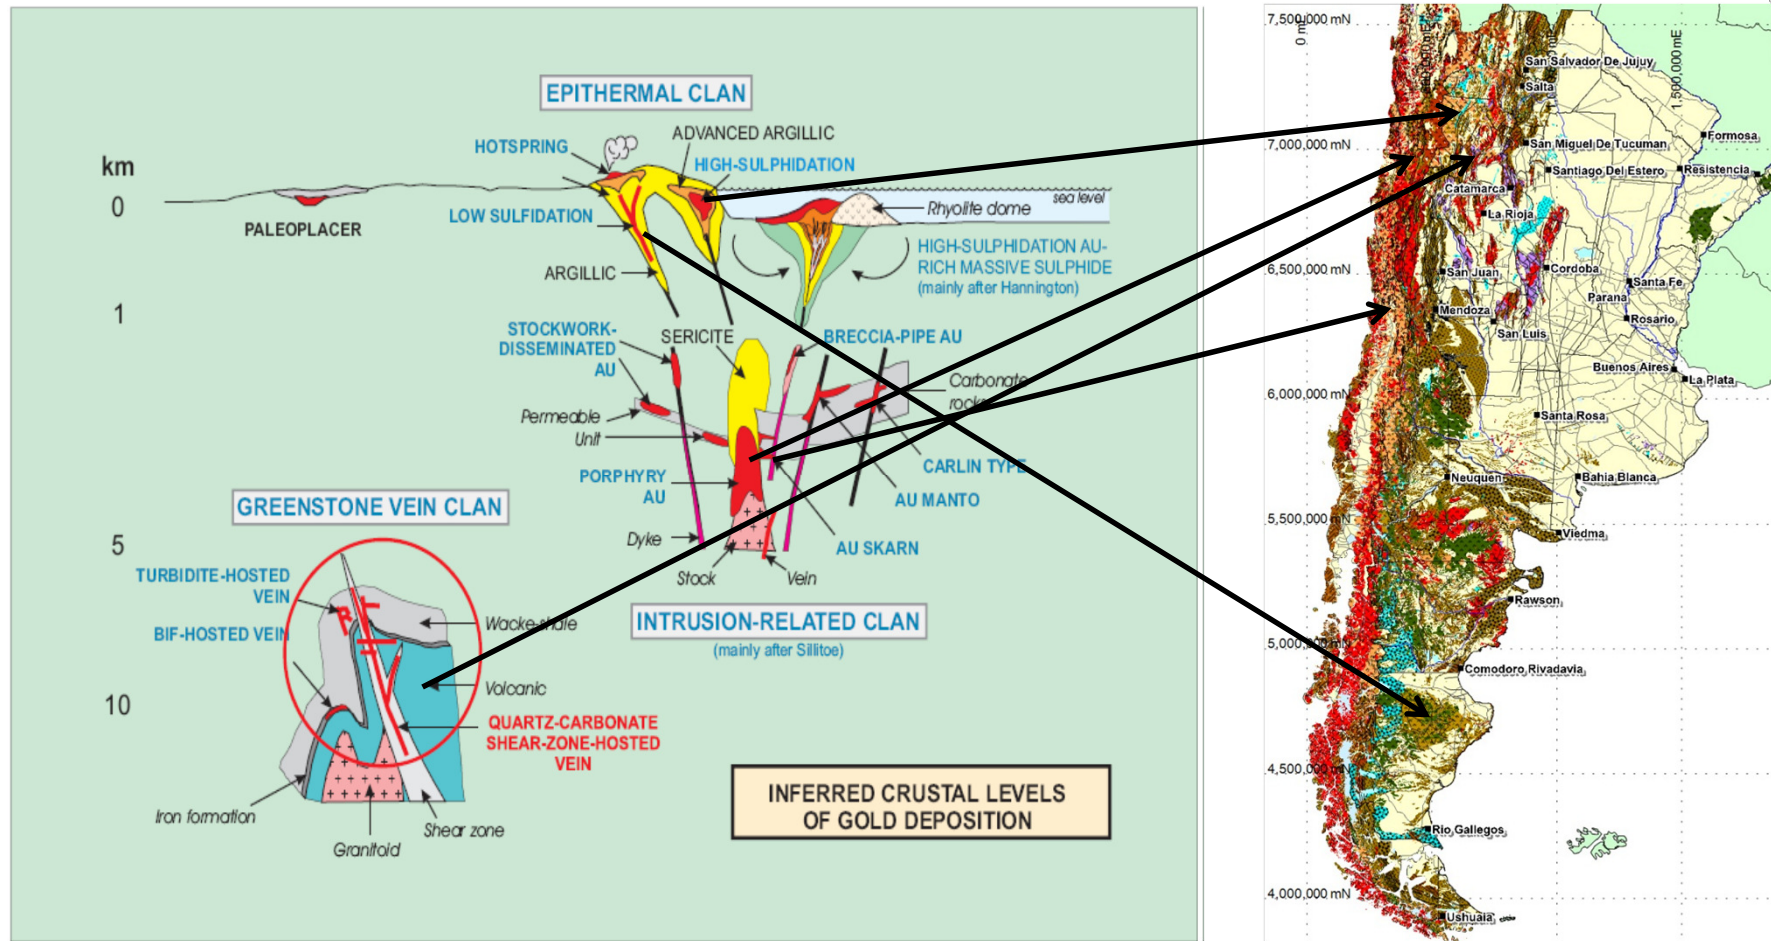 EPITHERMAL CLAN
HOTSPRING
ADVANCED ARGILLIC
HIGH-SULPHIDATION
km
0
PALEOPLACER
LOW SULFIDATION
ARGILLIC
sea level
Rhyolite dome
HIGH-SULPHIDATION AU-
RICH MASSIVE SULPHIDE
(mainly after Hannington)
1
STOCKWORK-
DISSEMINATED
AU
SERICITE
BRECCIA-PIPE AU
Permeable
Unit
Carbonate
rocks
PORPHYRY
AU
CARLIN TYPE
AU MANTO
AU SKARN
5
Dyke
Stock
Vein
INTRUSION-RELATED CLAN
(mainly after Sillitoe)
GREENSTONE VEIN CLAN
TURBIDITE-HOSTED
VEIN
BIF-HOSTED VEIN
Wacke-shale
Volcanic
10
QUARTZ-CARBONATE
SHEAR-ZONE-HOSTED
VEIN
Iron formation
Granitoid
Shear zone
INFERRED CRUSTAL LEVELS
OF GOLD DEPOSITION
7,500,000 mN
0 mE
1,500,000 mE
San Salvador De Jujuy
Salta
Formosa
7,000,000 mN
San Miguel De Tucuman
Santiago Del Estero
Resistencia
Catamarca
La Rioja
6,500,000 mN
San Juan
Cordoba
Santa Fe
Parana
Mendoza
Rosario
San Luis
Buenos Aires
La Plata
6,000,000 mN
Santa Rosa
Neuquen
Bahia Blanca
5,500,000 mN
Viedma
Rawson
5,000,000 mN
Comodoro Rivadavia
4,500,000 mN
Rio Gallegos
4,000,000 mN
Ushuaia